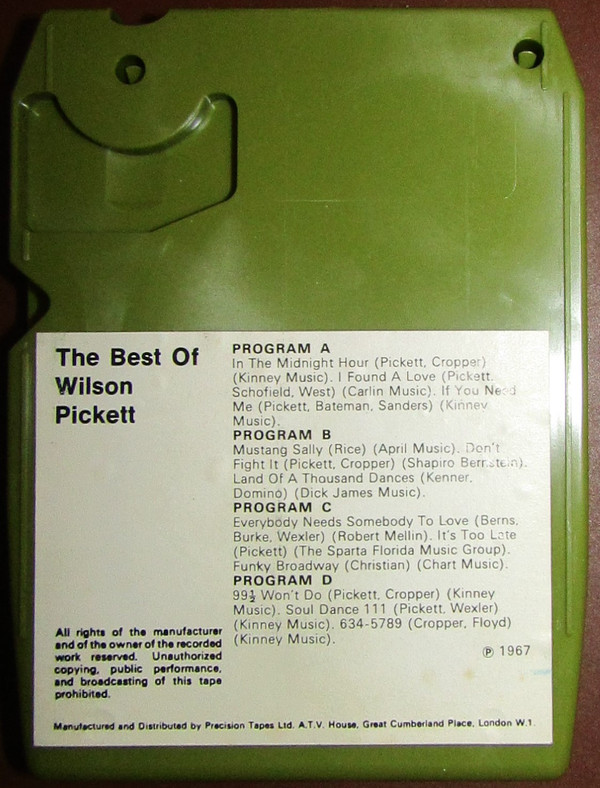 The Best Of
Wilson
Pickett
PROGRAM A
In The Midnight Hour (Pickett, Cropper)
(Kinney Music). I Found A Love (Pickett,
Schofield, West) (Carlin Music). If You Need
Me (Pickett, Bateman, Sanders) (Kinney
Music).
PROGRAM B
Mustang Sally (Rice) (April Music). Don't
Fight It (Pickett, Cropper) (Shapiro Bernstein).
Land Of A Thousand Dances (Kenner,
Domino) (Dick James Music).
PROGRAM C
Everybody Needs Somebody To Love (Berns,
Burke, Wexler) (Robert Mellin). It's Too Late
(Pickett) (The Sparta Florida Music Group).
Funky Broadway (Christian) (Chart Music).
PROGRAM D
99½ Won't Do (Pickett, Cropper) (Kinney
Music). Soul Dance 111 (Pickett, Wexler)
(Kinney Music). 634-5789 (Cropper, Floyd)
(Kinney Music).
℗ 1967
All rights of the manufacturer
and of the owner of the recorded
work reserved. Unauthorized
copying, public performance,
and broadcasting of this tape
prohibited.
Manufactured and Distributed by Precision Tapes Ltd. A.T.V. House, Great Cumberland Place, London W.1.